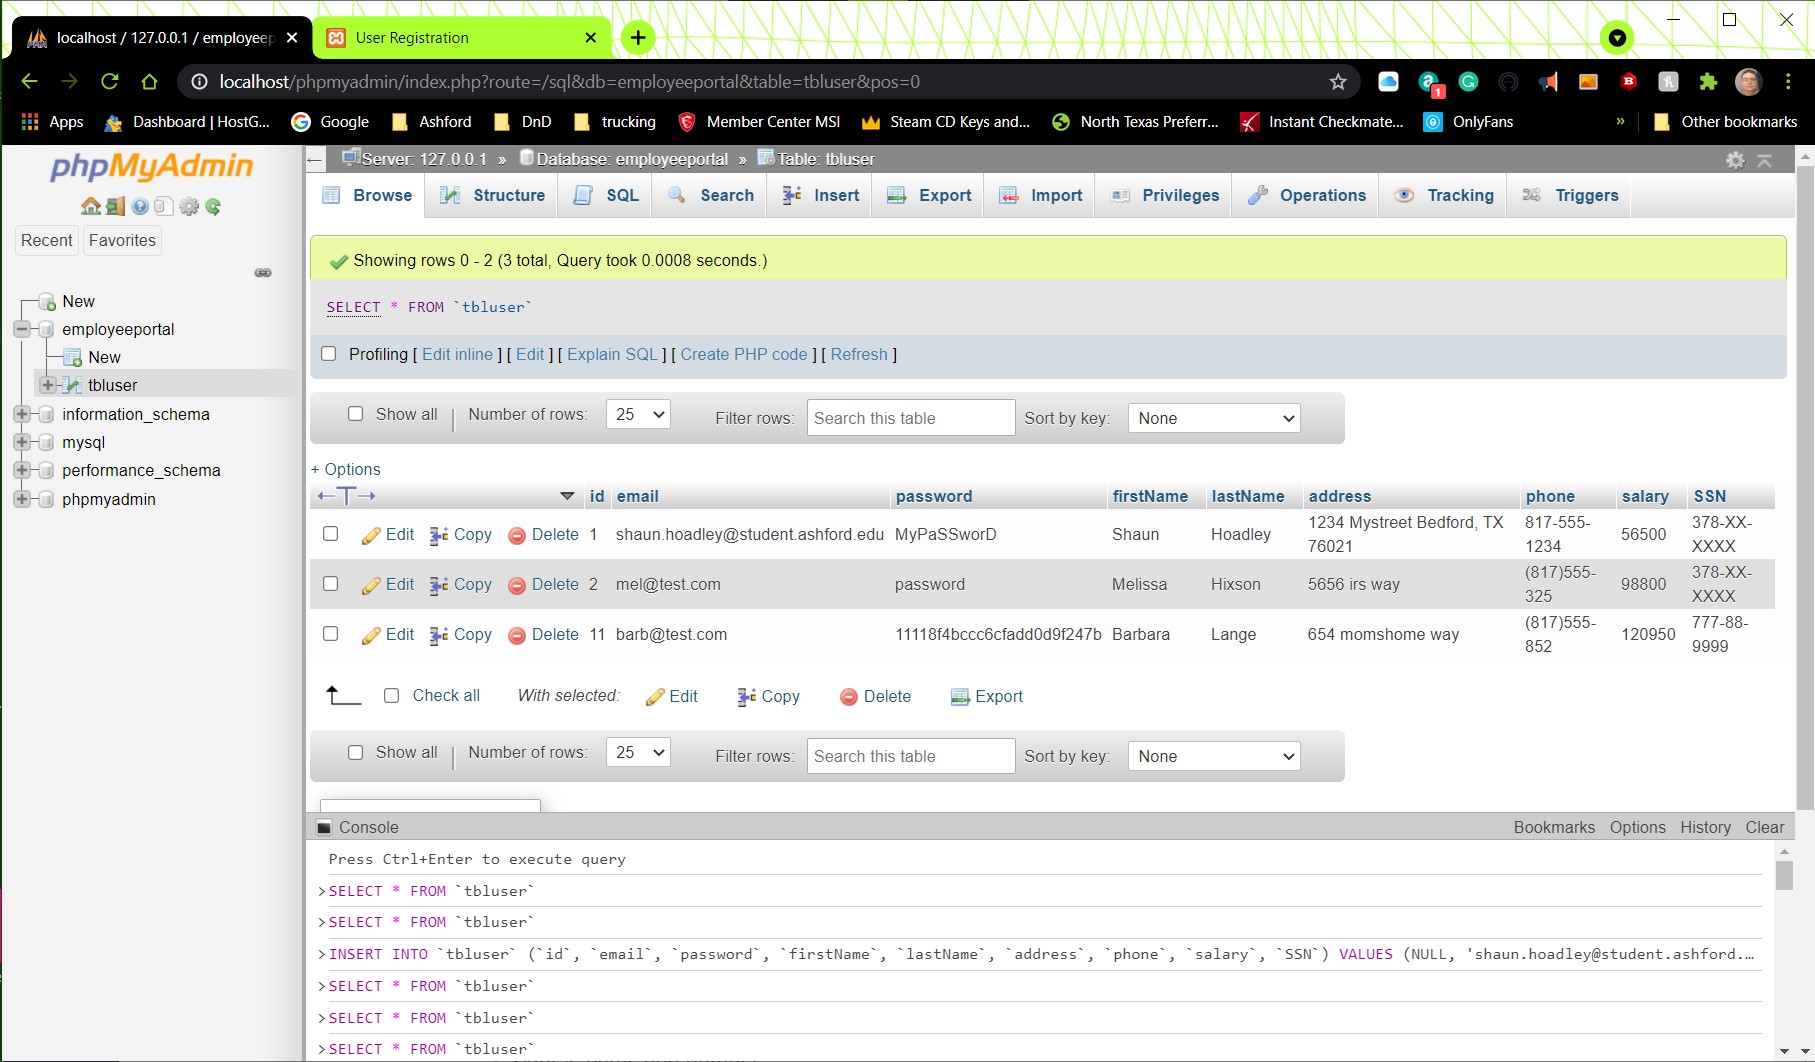 localhost / 127.0.0.1 / employeep
User Registration
localhost/phpmyadmin/index.php?route=/sql&db=employeeportal&table=tbluser&pos=0
1
Apps Dashboard | HostG... Google Ashford DnD trucking Member Center MSI Steam CD Keys and... North Texas Preferr... Instant Checkmate... OnlyFans » Other bookmarks
phpMyAdmin
Recent Favorites
New
employeeportal
New
tbluser
information_schema
mysql
performance_schema
phpmyadmin
Server: 127.0.0.1 » Database: employeeportal » Table: tbluser
Browse Structure SQL Search Insert Export Import Privileges Operations Tracking Triggers
Showing rows 0 - 2 (3 total, Query took 0.0008 seconds.)
SELECT * FROM `tbluser`
Profiling [ Edit inline ] [ Edit ] [ Explain SQL ] [ Create PHP code ] [ Refresh ]
Show all | Number of rows: 25 Filter rows: Search this table Sort by key: None
+ Options
←T→ id email password firstName lastName address phone salary SSN
Edit Copy Delete 1 shaun.hoadley@student.ashford.edu MyPaSSworD Shaun Hoadley 1234 Mystreet Bedford, TX 76021 817-555-1234 56500 378-XX-XXXX
Edit Copy Delete 2 mel@test.com password Melissa Hixson 5656 irs way (817)555-325 98800 378-XX-XXXX
Edit Copy Delete 11 barb@test.com 11118f4bccc6cfadd0d9f247b Barbara Lange 654 momshome way (817)555-852 120950 777-88-9999
Check all With selected: Edit Copy Delete Export
Show all | Number of rows: 25 Filter rows: Search this table Sort by key: None
Console Bookmarks Options History Clear
Press Ctrl+Enter to execute query
>SELECT * FROM `tbluser`
>SELECT * FROM `tbluser`
>INSERT INTO `tbluser` (`id`, `email`, `password`, `firstName`, `lastName`, `address`, `phone`, `salary`, `SSN`) VALUES (NULL, 'shaun.hoadley@student.ashford.…
>SELECT * FROM `tbluser`
>SELECT * FROM `tbluser`
>SELECT * FROM `tbluser`